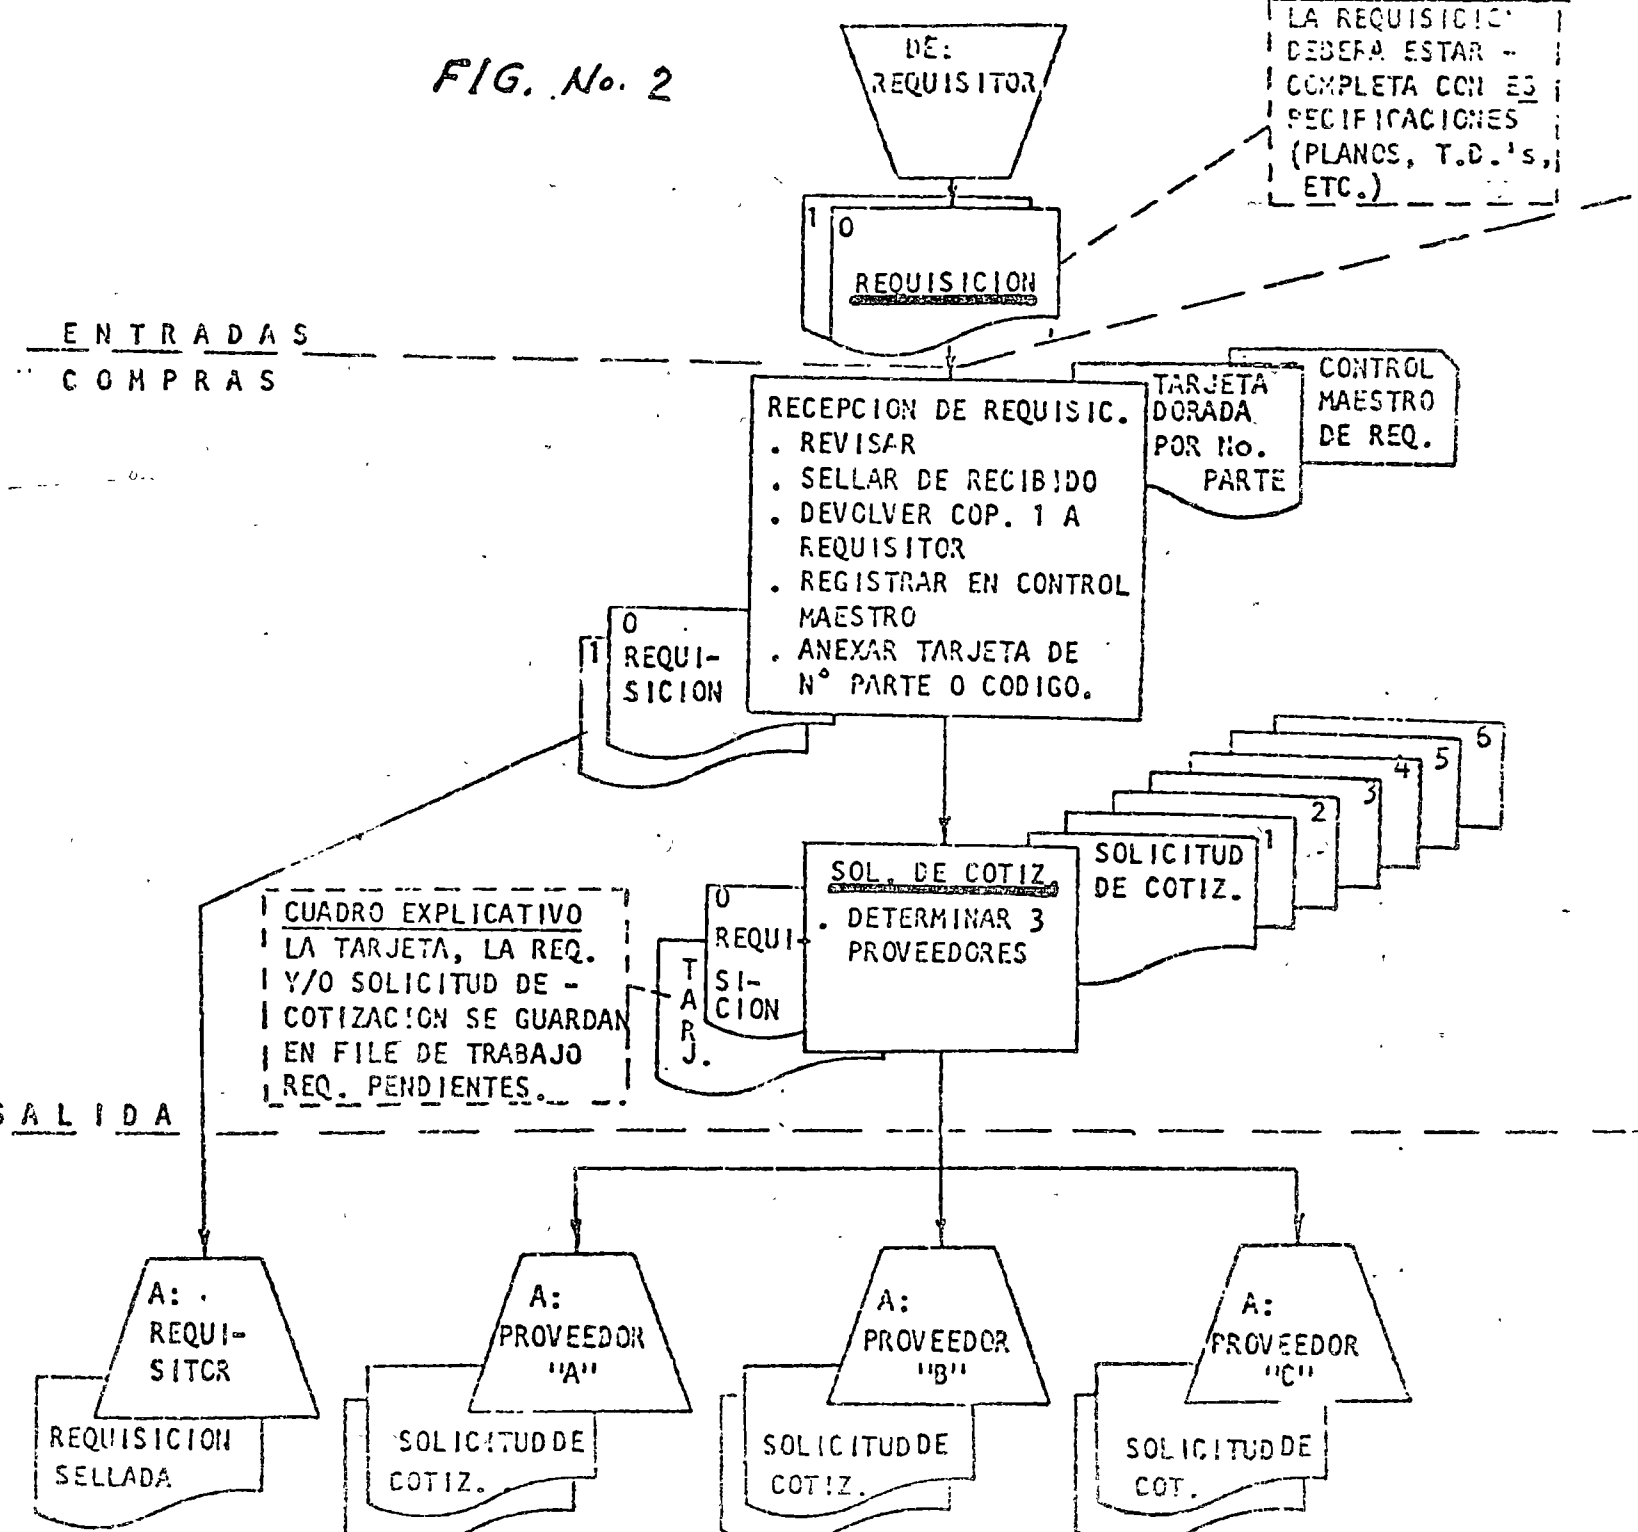 FIG. No. 2
DE:
REQUISITOR
LA REQUISICIC
DEBERA ESTAR -
COMPLETA CON ES
PECIFICACIONES
(PLANOS, T.D.'s,
ETC.)
1
0
REQUISICION
ENTRADAS
COMPRAS
RECEPCION DE REQUISIC.
. REVISAR
. SELLAR DE RECIBIDO
. DEVOLVER COP. 1 A
REQUISITOR
. REGISTRAR EN CONTROL
MAESTRO
. ANEXAR TARJETA DE
N° PARTE O CODIGO.
TARJETA
DORADA
POR No.
PARTE
CONTROL
MAESTRO
DE REQ.
0
1
REQUI-
SICION
6
5
4
3
2
1
SOLICITUD
DE COTIZ.
SOL. DE COTIZ.
. DETERMINAR 3
PROVEEDORES
0
REQUI-
SI-
CION
TARJ.
CUADRO EXPLICATIVO
LA TARJETA, LA REQ.
Y/O SOLICITUD DE -
COTIZACION SE GUARDAN
EN FILE DE TRABAJO
REQ. PENDIENTES.
SALIDA
A:
REQUI-
SITOR
REQUISICION
SELLADA
A:
PROVEEDOR
"A"
SOLICITUD DE
COTIZ.
A:
PROVEEDOR
"B"
SOLICITUD DE
COTIZ.
A:
PROVEEDOR
"C"
SOLICITUD DE
COT.